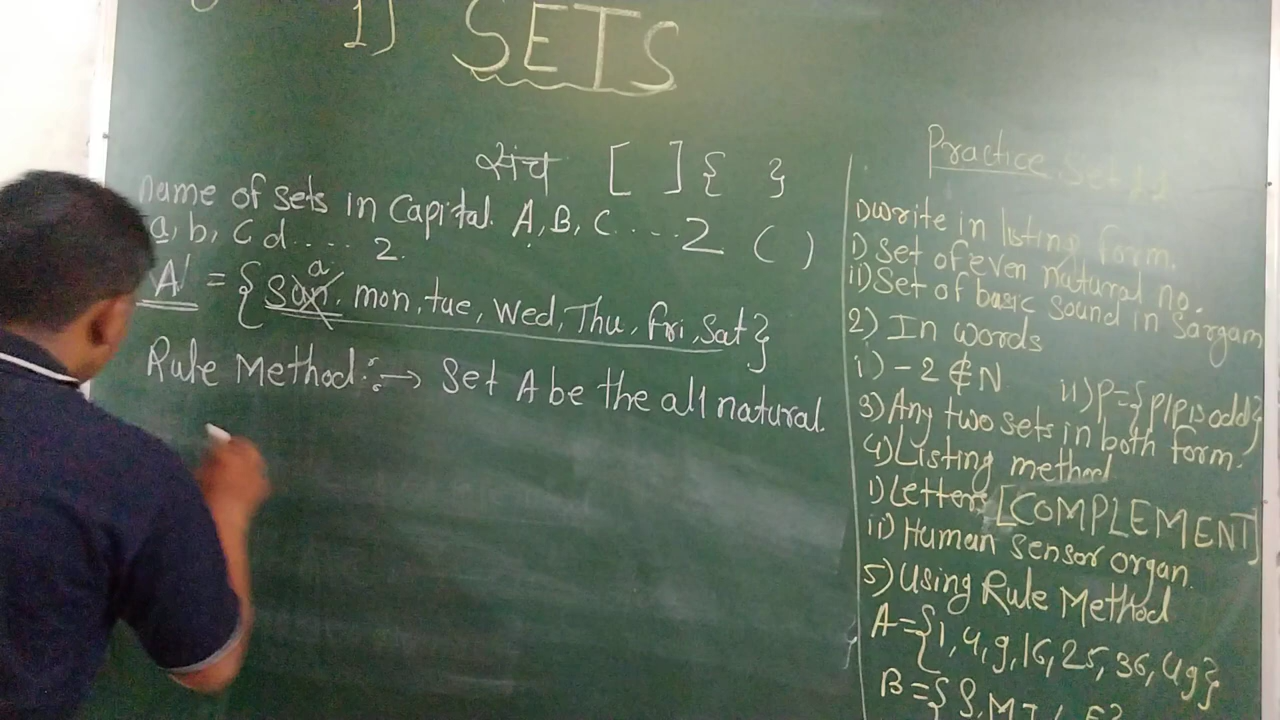 1) SETS
संच [ ] { }
name of sets in Capital. A, B, C .... Z ( )
a, b, c d ..... z.
a
A = {sun. mon, tue, Wed, Thu, fri, sat}
Rule Method :→ Set A be the all natural.
Practice Set
1) write in listing form.
i) Set of even natural no.
ii) Set of basic sound in sargam
2) In words
i) -2 ∉ N ii) P={p/p is odd}
3) Any two sets in both form.
4) Listing method
i) Letters [COMPLEMENT]
ii) Human Sensor organ.
5) Using Rule Method
A={1, 4, 9, 16, 25, 36, 49}
B={S, M